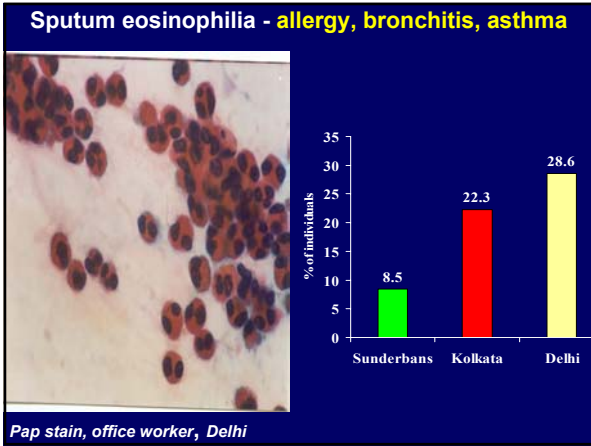 Sputum eosinophilia - allergy, bronchitis, asthma
% of individuals
35
30
25
20
15
10
5
0
8.5
22.3
28.6
Sunderbans Kolkata Delhi
Pap stain, office worker, Delhi